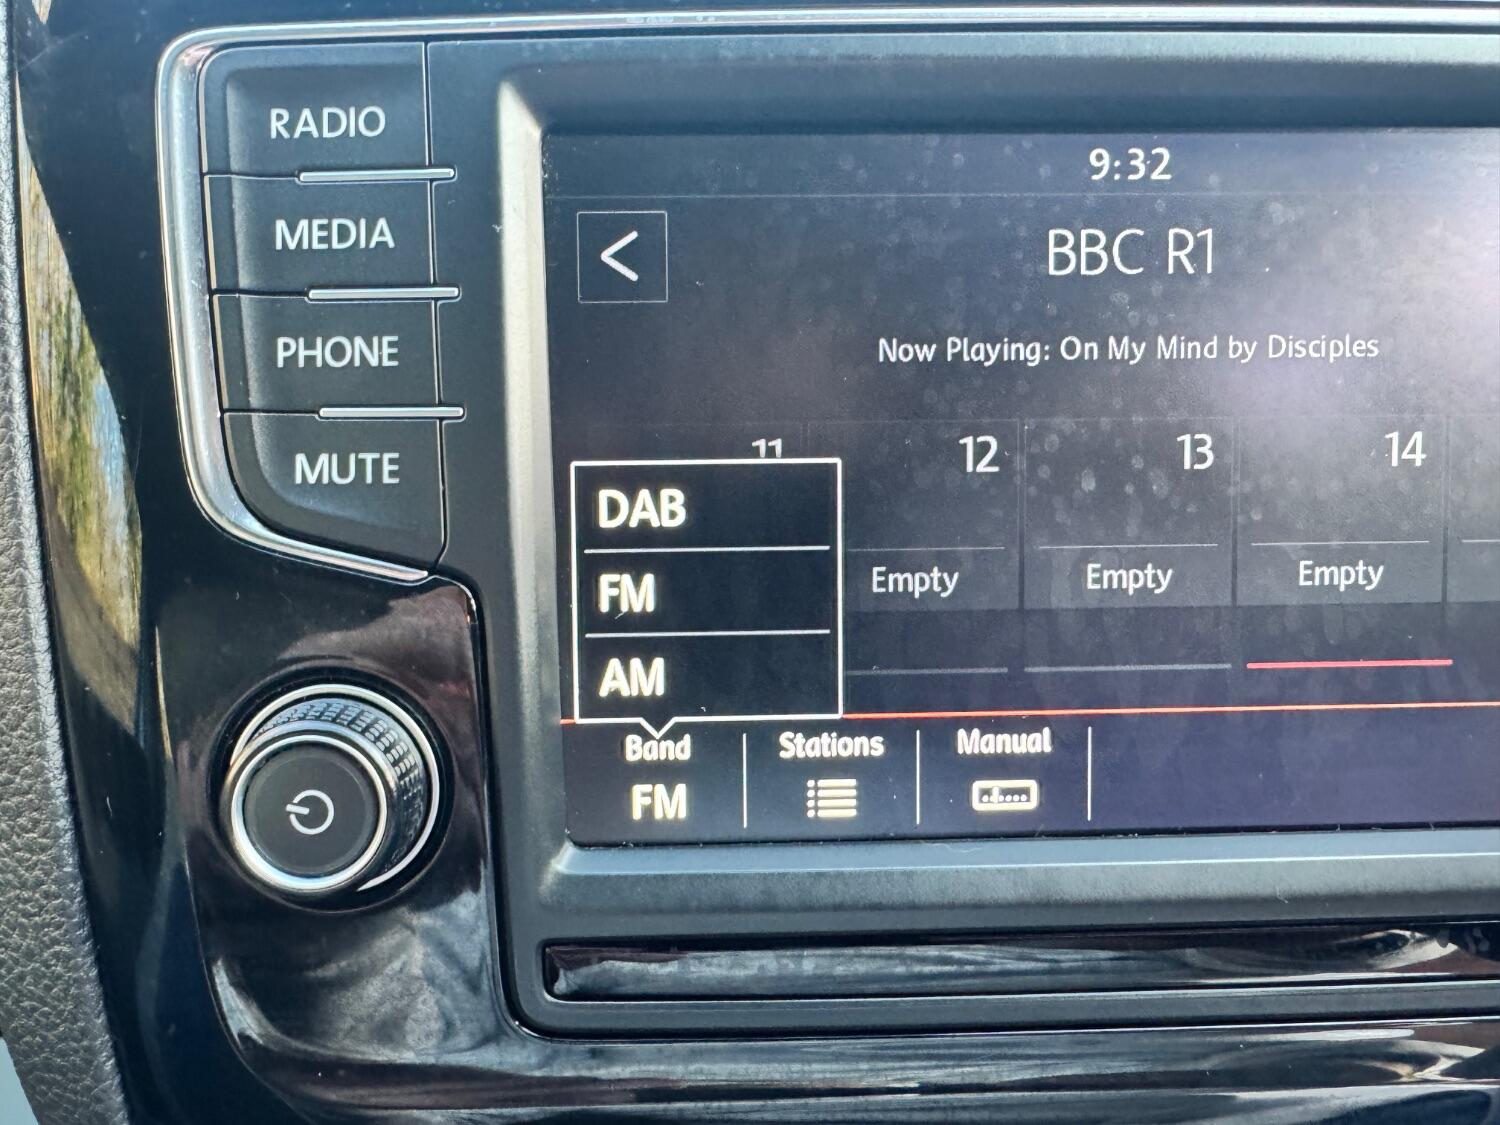 RADIO
MEDIA
PHONE
MUTE
9:32
BBC R1
Now Playing: On My Mind by Disciples
11
12
13
14
DAB
FM
AM
Empty
Empty
Empty
Band
FM
Stations
Manual